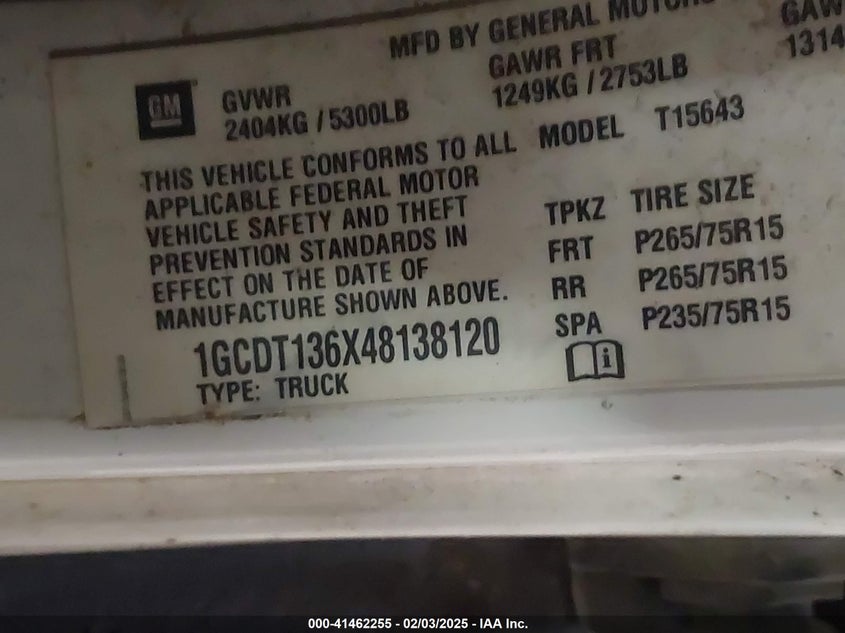 MFD BY GENERAL MOTORS
GM
GVWR
2404KG / 5300LB
GAWR FRT
1249KG / 2753LB
GAW
1314
THIS VEHICLE CONFORMS TO ALL
APPLICABLE FEDERAL MOTOR
VEHICLE SAFETY AND THEFT
PREVENTION STANDARDS IN
EFFECT ON THE DATE OF
MANUFACTURE SHOWN ABOVE.
1GCDT136X48138120
TYPE: TRUCK
MODEL T15643
TPKZ TIRE SIZE
FRT P265/75R15
RR P265/75R15
SPA P235/75R15
i
000-41462255 - 02/03/2025 - IAA Inc.